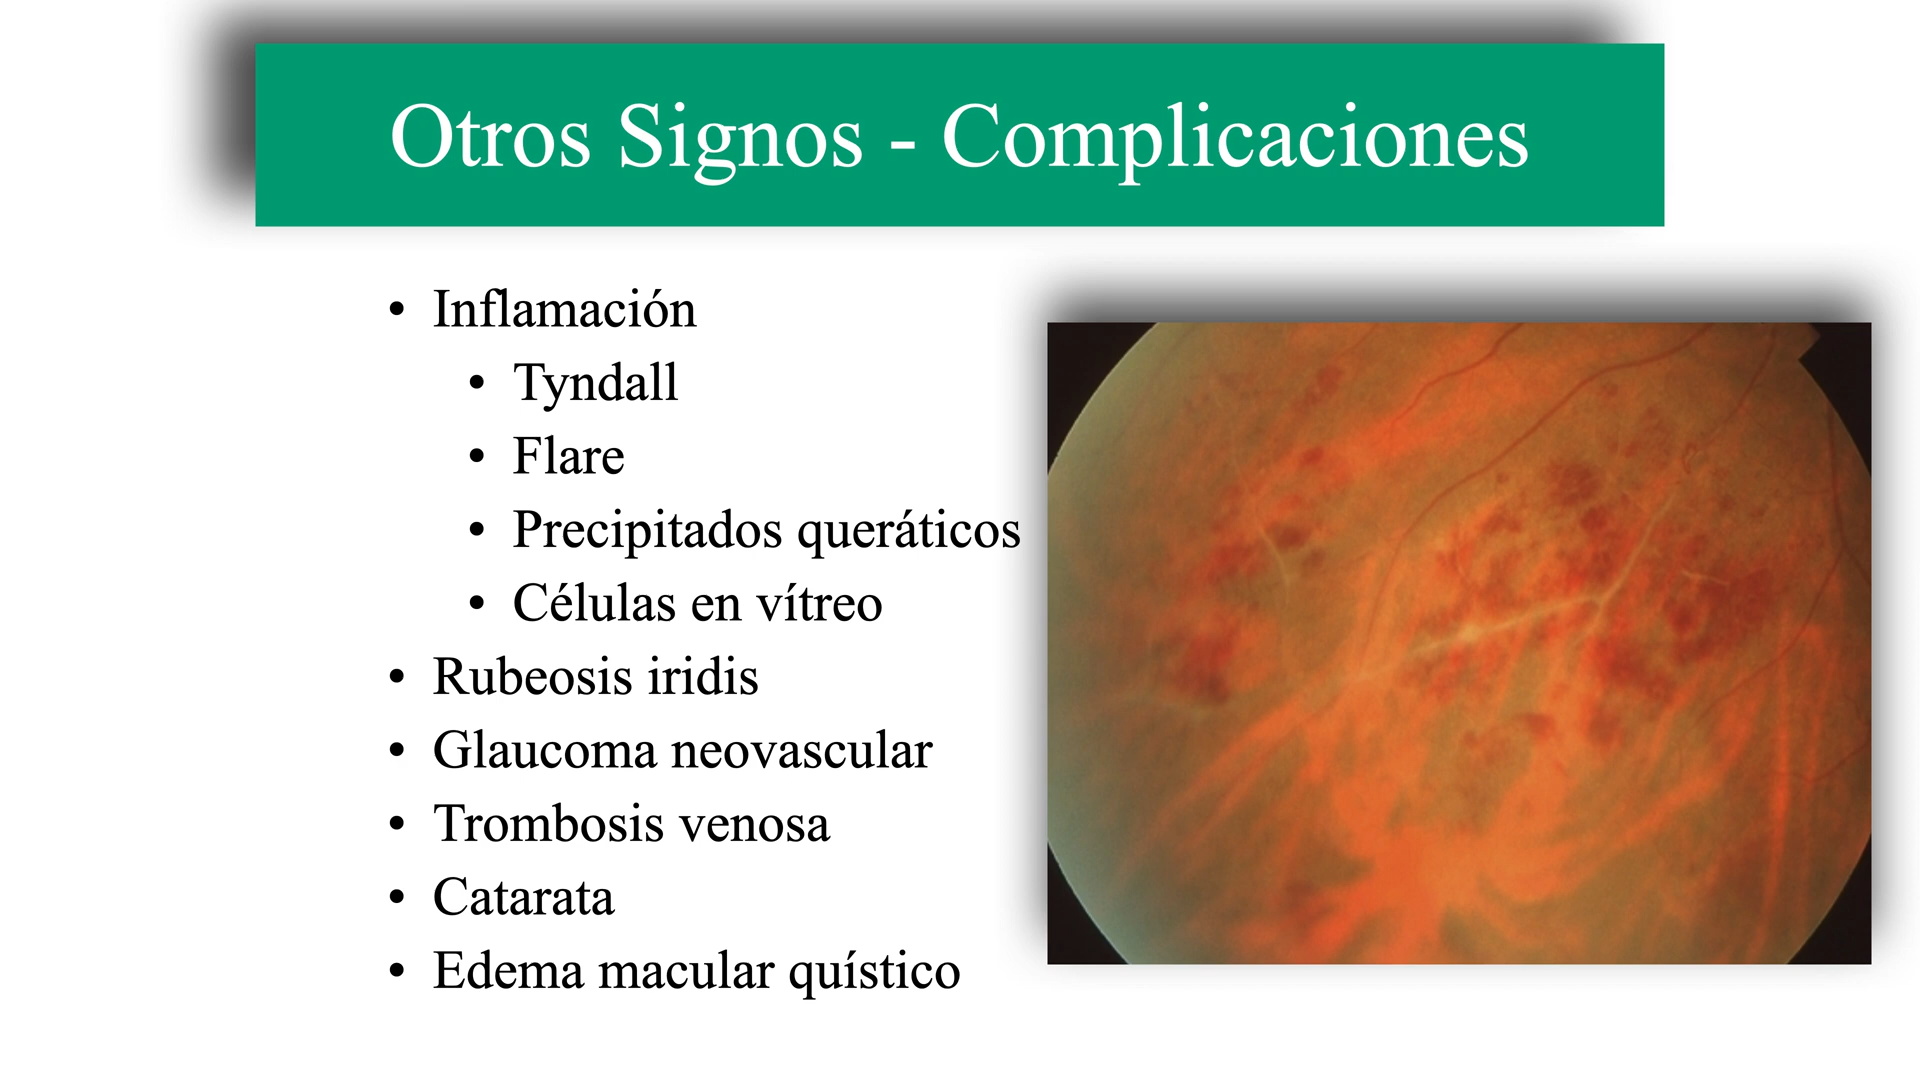 Otros Signos - Complicaciones
• Inflamación
• Tyndall
• Flare
• Precipitados queráticos
• Células en vítreo
• Rubeosis iridis
• Glaucoma neovascular
• Trombosis venosa
• Catarata
• Edema macular quístico